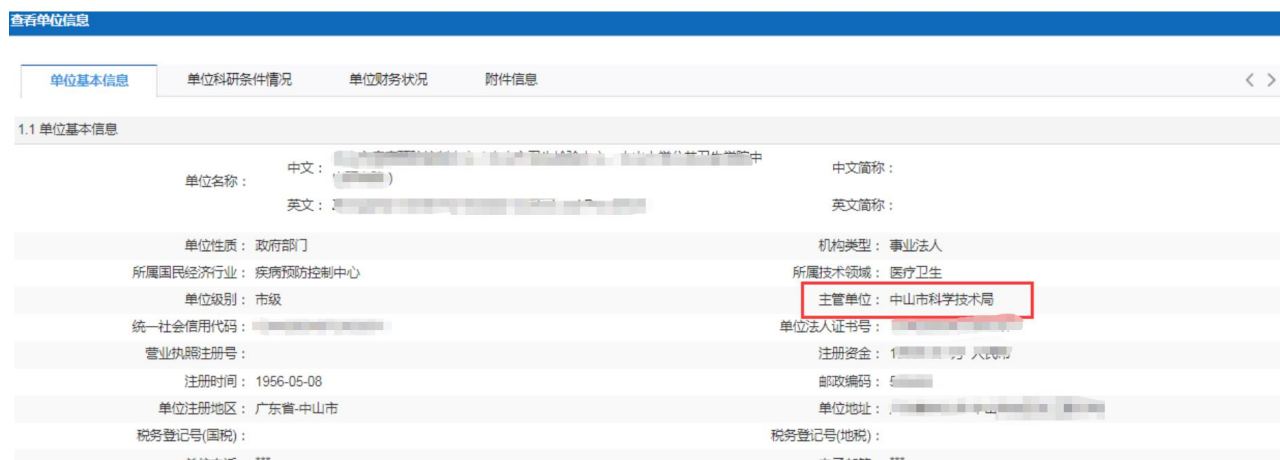 查看单位信息
单位基本信息 单位科研条件情况 单位财务状况 附件信息
1.1 单位基本信息
单位名称： 中文： 中文简称：
英文： 英文简称：
单位性质： 政府部门 机构类型： 事业法人
所属国民经济行业： 疾病预防控制中心 所属技术领域： 医疗卫生
单位级别： 市级 主管单位： 中山市科学技术局
统一社会信用代码： 单位法人证书号：
营业执照注册号： 注册资金：
注册时间： 1956-05-08 邮政编码：
单位注册地区： 广东省-中山市 单位地址：
税务登记号(国税)： 税务登记号(地税)：